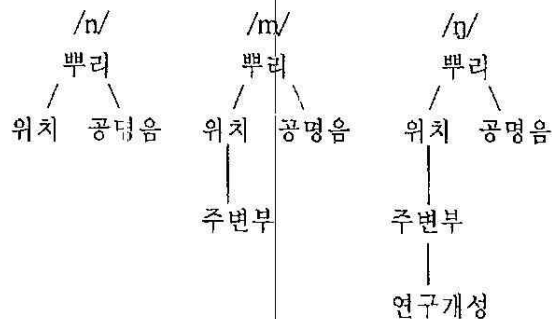 /n/ /m/ /ŋ/
뿌리 뿌리 뿌리
위치 공명음 위치 공명음 위치 공명음
주변부 주변부
연구개성